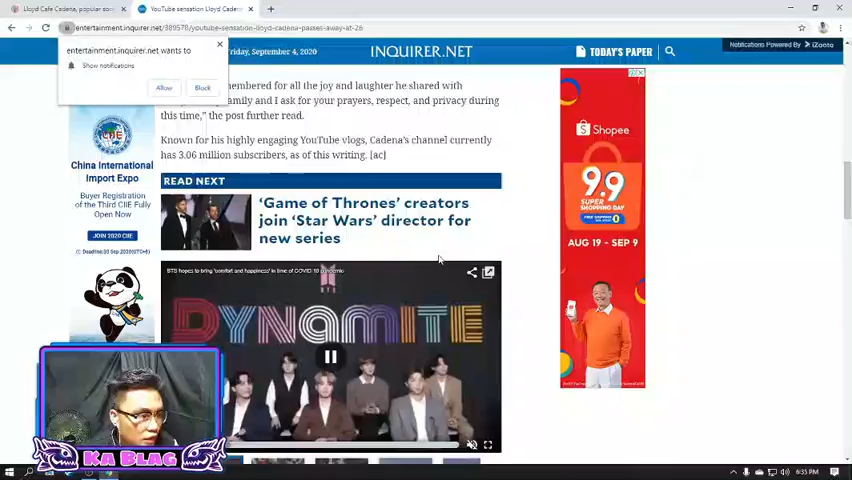 Lloyd Cafe Cadena, popular so
YouTube sensation Lloyd Caden
entertainment.inquirer.net/389578/youtube-sensation-lloyd-cadena-passes-away-at-26
entertainment.inquirer.net wants to
Show notifications
Allow
Block
Friday, September 4, 2020
INQUIRER.NET
TODAY'S PAPER
Notifications Powered By iZooto
membered for all the joy and laughter he shared with
amily and I ask for your prayers, respect, and privacy during
this time," the post further read.
Known for his highly engaging YouTube vlogs, Cadena's channel currently
has 3.06 million subscribers, as of this writing. [ac]
READ NEXT
'Game of Thrones' creators
join 'Star Wars' director for
new series
BTS hopes to bring 'comfort and happiness' in time of COVID-19 pandemic
DYNAMITE
CIIE
China International
Import Expo
Buyer Registration
of the Third CIIE Fully
Open Now
JOIN 2020 CIIE
Shopee
9.9
SUPER
SHOPPING DAY
FREE SHIPPING
AUG 19 - SEP 9
KA BLAG
6:35 PM